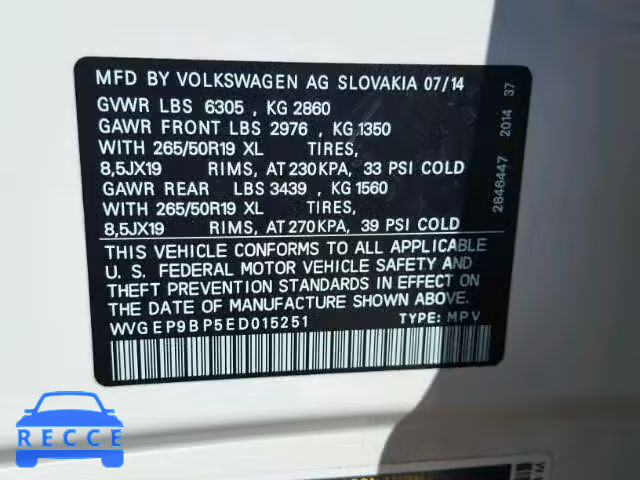 MFD BY VOLKSWAGEN AG SLOVAKIA 07/14
GVWR LBS 6305 , KG 2860
GAWR FRONT LBS 2976 , KG 1350
WITH 265/50R19 XL TIRES,
8,5JX19 RIMS, AT 230 KPA, 33 PSI COLD
GAWR REAR LBS 3439 , KG 1560
WITH 265/50R19 XL TIRES,
8,5JX19 RIMS, AT 270 KPA, 39 PSI COLD
THIS VEHICLE CONFORMS TO ALL APPLICABLE
U. S. FEDERAL MOTOR VEHICLE SAFETY AND
THEFT PREVENTION STANDARDS IN EFFECT ON
THE DATE OF MANUFACTURE SHOWN ABOVE.
WVGEP9BP5ED015251 TYPE: MPV
2846447 2014 37
RECCE